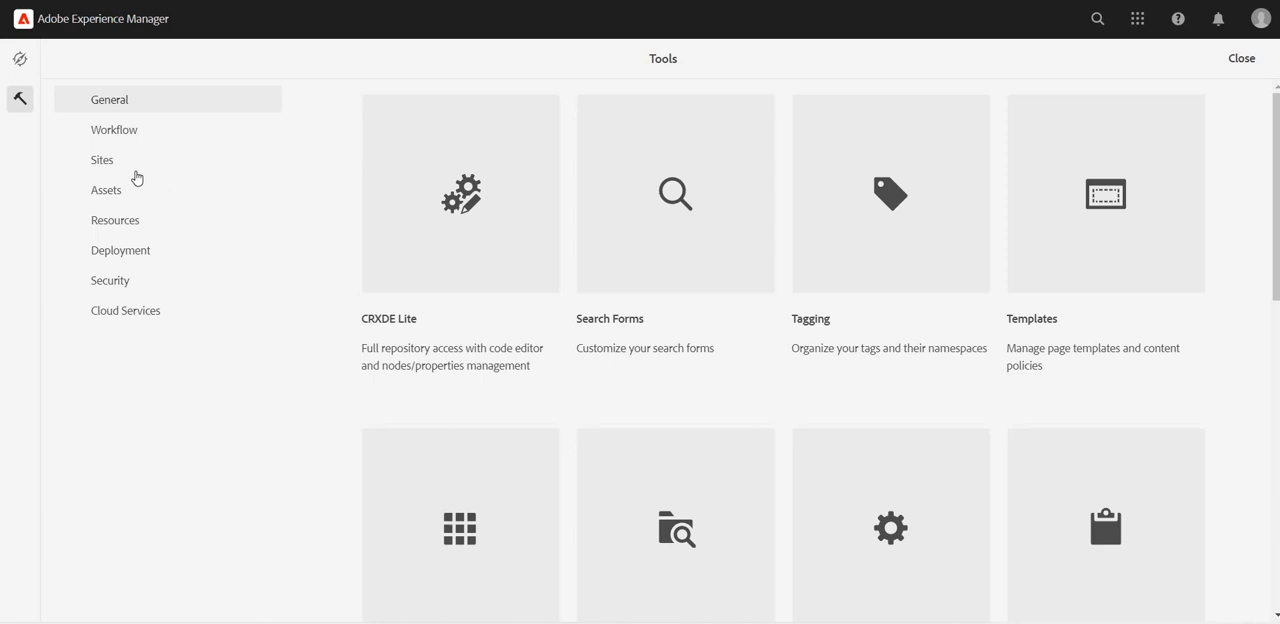 Adobe Experience Manager
Tools
Close
General
Workflow
Sites
Assets
Resources
Deployment
Security
Cloud Services
CRXDE Lite
Full repository access with code editor
and nodes/properties management
Search Forms
Customize your search forms
Tagging
Organize your tags and their namespaces
Templates
Manage page templates and content
policies